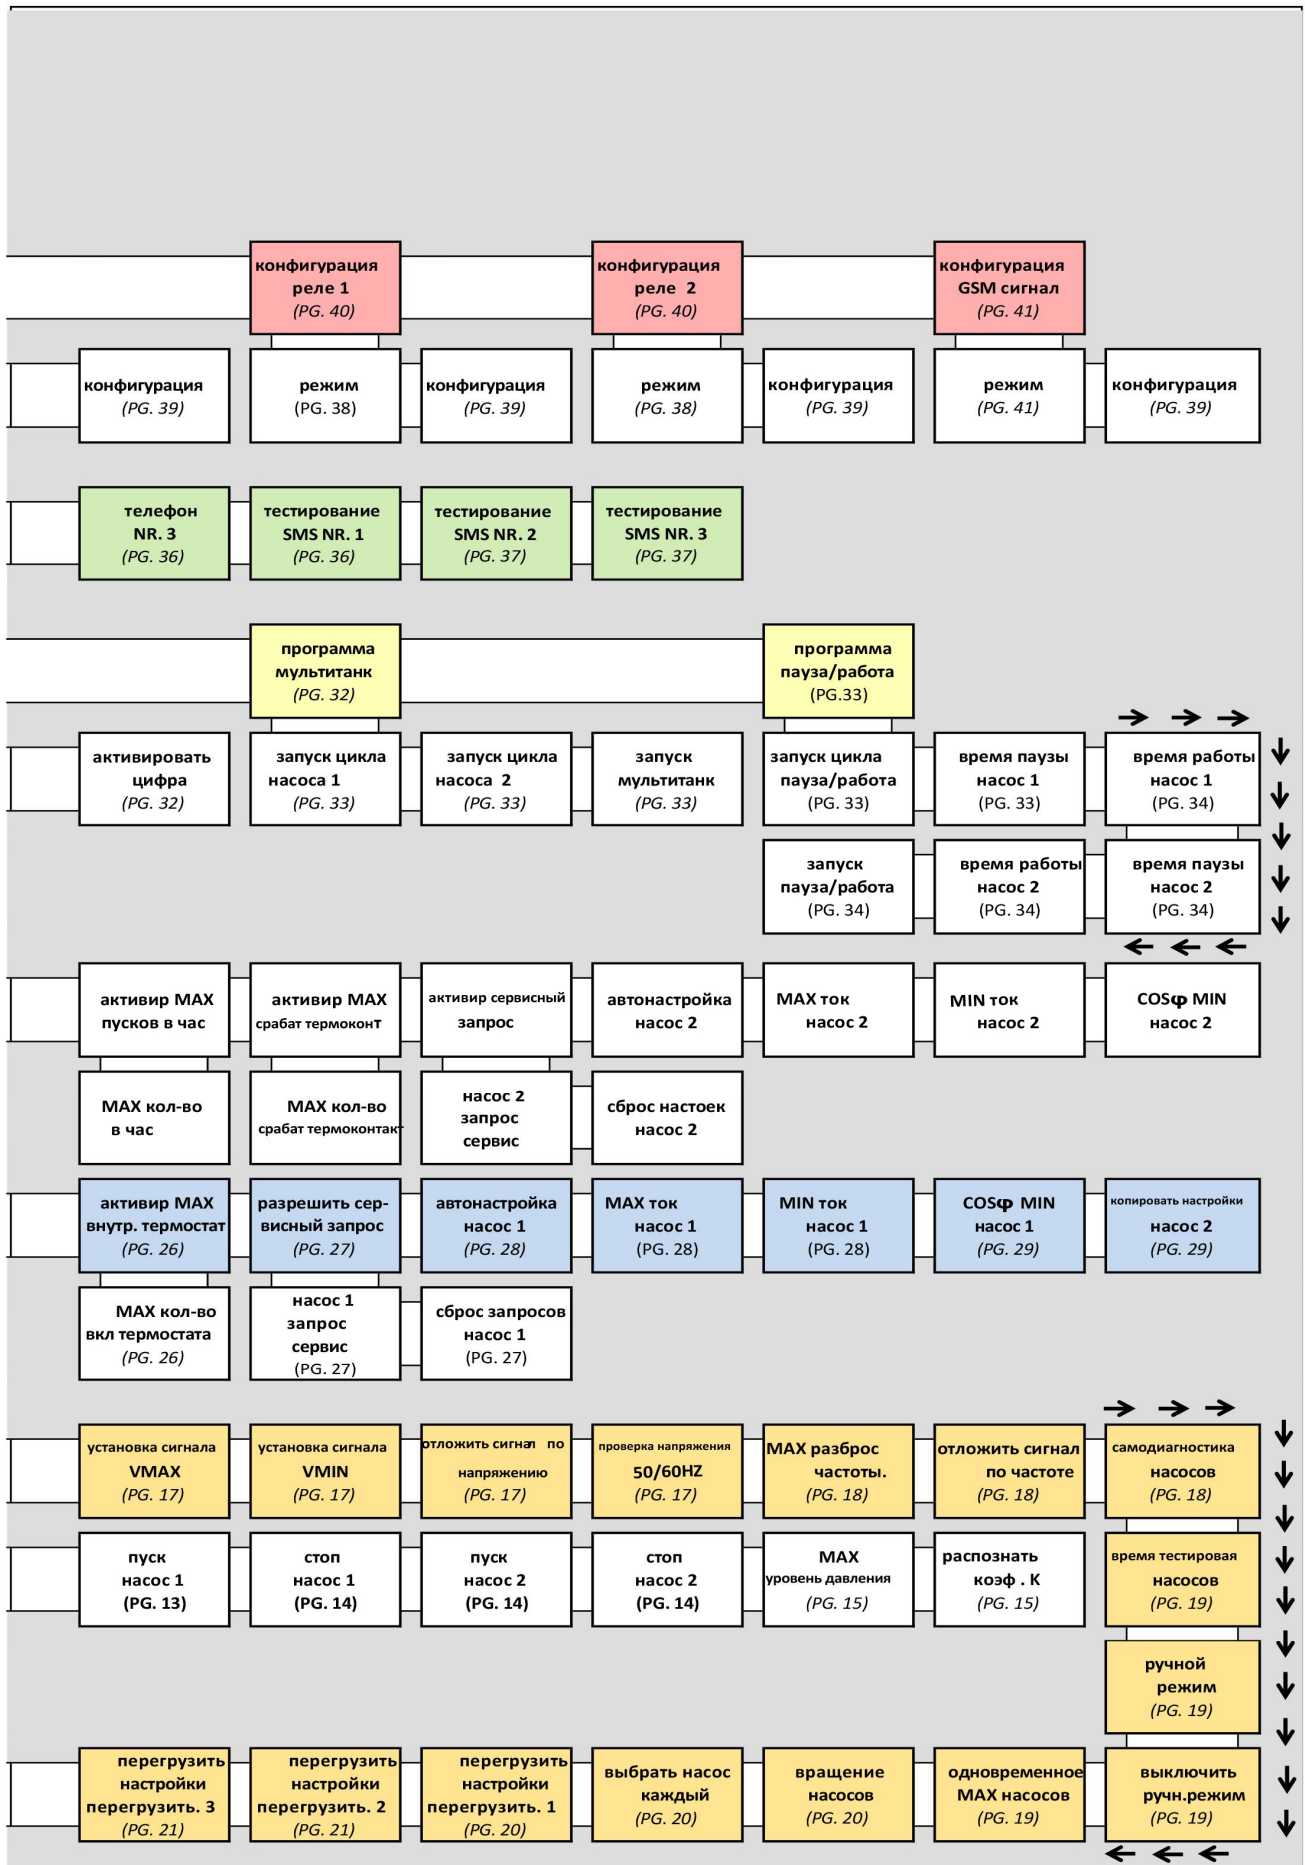 конфигурация
реле 1
(PG. 40)
конфигурация
реле 2
(PG. 40)
конфигурация
GSM сигнал
(PG. 41)
конфигурация
(PG. 39)
режим
(PG. 38)
конфигурация
(PG. 39)
режим
(PG. 38)
конфигурация
(PG. 39)
режим
(PG. 41)
конфигурация
(PG. 39)
телефон
NR. 3
(PG. 36)
тестирование
SMS NR. 1
(PG. 36)
тестирование
SMS NR. 2
(PG. 37)
тестирование
SMS NR. 3
(PG. 37)
программа
мультитанк
(PG. 32)
программа
пауза/работа
(PG.33)
активировать
цифра
(PG. 32)
запуск цикла
насоса 1
(PG. 33)
запуск цикла
насоса 2
(PG. 33)
запуск
мультитанк
(PG. 33)
запуск цикла
пауза/работа
(PG. 33)
время паузы
насос 1
(PG. 33)
время работы
насос 1
(PG. 34)
запуск
пауза/работа
(PG. 34)
время работы
насос 2
(PG. 34)
время паузы
насос 2
(PG. 34)
активир MAX
пусков в час
активир MAX
срабат термоконт
активир сервисный
запрос
автонастройка
насос 2
MAX ток
насос 2
MIN ток
насос 2
COSφ MIN
насос 2
MAX кол-во
в час
MAX кол-во
срабат термоконтакт
насос 2
запрос
сервис
сброс настоек
насос 2
активир MAX
внутр. термостат
(PG. 26)
разрешить сер-
висный запрос
(PG. 27)
автонастройка
насос 1
(PG. 28)
MAX ток
насос 1
(PG. 28)
MIN ток
насос 1
(PG. 28)
COSφ MIN
насос 1
(PG. 29)
копировать настройки
насос 2
(PG. 29)
MAX кол-во
вкл термостата
(PG. 26)
насос 1
запрос
сервис
(PG. 27)
сброс запросов
насос 1
(PG. 27)
установка сигнала
VMAX
(PG. 17)
установка сигнала
VMIN
(PG. 17)
отложить сигнал по
напряжению
(PG. 17)
проверка напряжения
50/60HZ
(PG. 17)
MAX разброс
частоты.
(PG. 18)
отложить сигнал
по частоте
(PG. 18)
самодиагностика
насосов
(PG. 18)
пуск
насос 1
(PG. 13)
стоп
насос 1
(PG. 14)
пуск
насос 2
(PG. 14)
стоп
насос 2
(PG. 14)
MAX
уровень давления
(PG. 15)
распознать
коэф . К
(PG. 15)
время тестировая
насосов
(PG. 19)
ручной
режим
(PG. 19)
перегрузить
настройки
перегрузить. 3
(PG. 21)
перегрузить
настройки
перегрузить. 2
(PG. 21)
перегрузить
настройки
перегрузить. 1
(PG. 20)
выбрать насос
каждый
(PG. 20)
вращение
насосов
(PG. 20)
одновременное
MAX насосов
(PG. 19)
выключить
ручн.режим
(PG. 19)